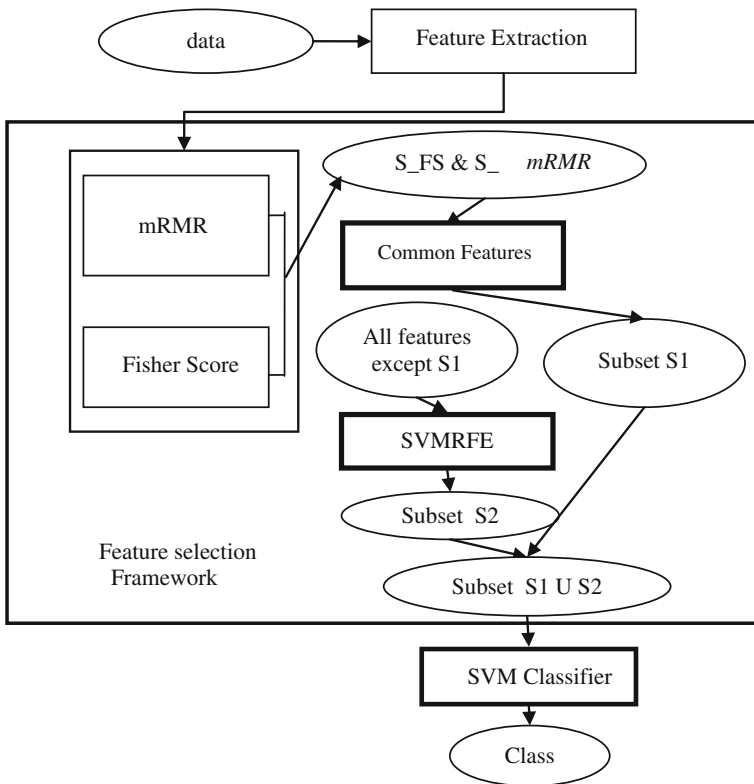 data
Feature Extraction
S_FS & S_ mRMR
mRMR
Common Features
Fisher Score
All features
except S1
Subset S1
SVMRFE
Subset S2
Feature selection
Framework
Subset S1 U S2
SVM Classifier
Class